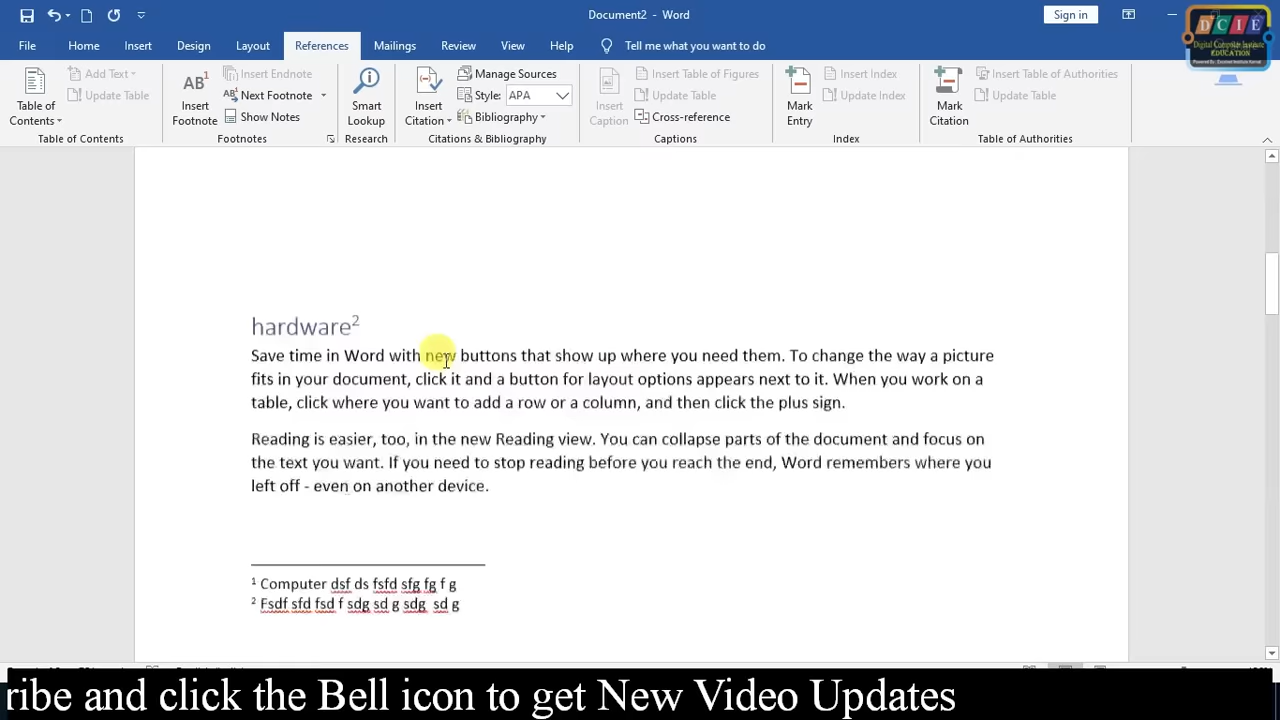 Document2 - Word
Sign in
File Home Insert Design Layout References Mailings Review View Help Tell me what you want to do
Table of Contents
Add Text
Update Table
Table of Contents
AB¹
Insert Footnote
Insert Endnote
Next Footnote
Show Notes
Footnotes
Smart Lookup
Research
Insert Citation
Manage Sources
Style: APA
Bibliography
Citations & Bibliography
Insert Caption
Insert Table of Figures
Update Table
Cross-reference
Captions
Mark Entry
Insert Index
Update Index
Index
Mark Citation
Insert Table of Authorities
Update Table
Table of Authorities
DCIE
Digital Computer Institute
Education
hardware²
Save time in Word with new buttons that show up where you need them. To change the way a picture
fits in your document, click it and a button for layout options appears next to it. When you work on a
table, click where you want to add a row or a column, and then click the plus sign.
Reading is easier, too, in the new Reading view. You can collapse parts of the document and focus on
the text you want. If you need to stop reading before you reach the end, Word remembers where you
left off - even on another device.
¹ Computer dsf ds fsfd sfg fg f g
² Fsdf sfd fsd f sdg sd g sdg sd g
ribe and click the Bell icon to get New Video Updates